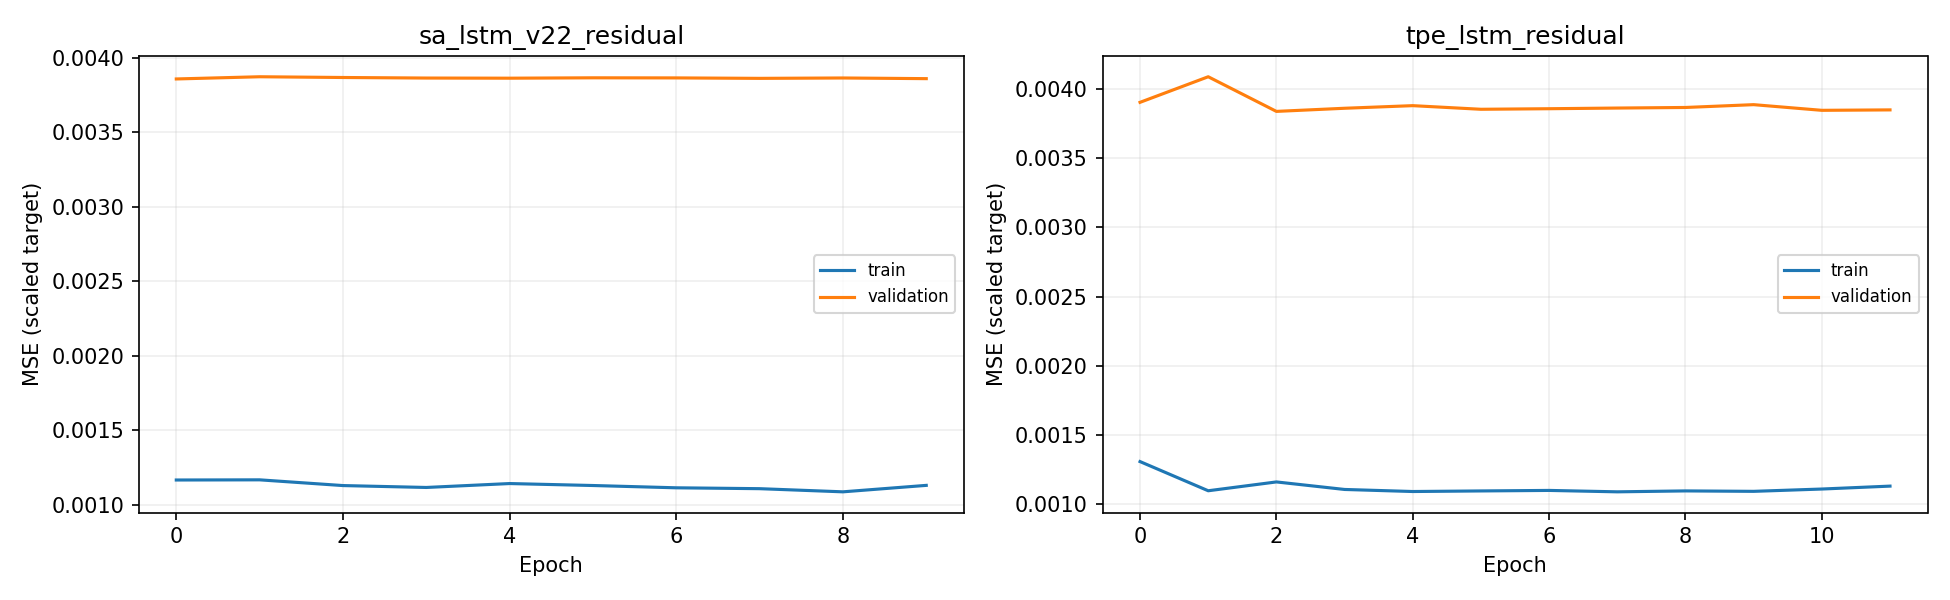 sa_lstm_v22_residual
MSE (scaled target)
0.0040
0.0035
0.0030
0.0025
0.0020
0.0015
0.0010
0 2 4 6 8
Epoch
train
validation
tpe_lstm_residual
MSE (scaled target)
0.0040
0.0035
0.0030
0.0025
0.0020
0.0015
0.0010
0 2 4 6 8 10
Epoch
train
validation